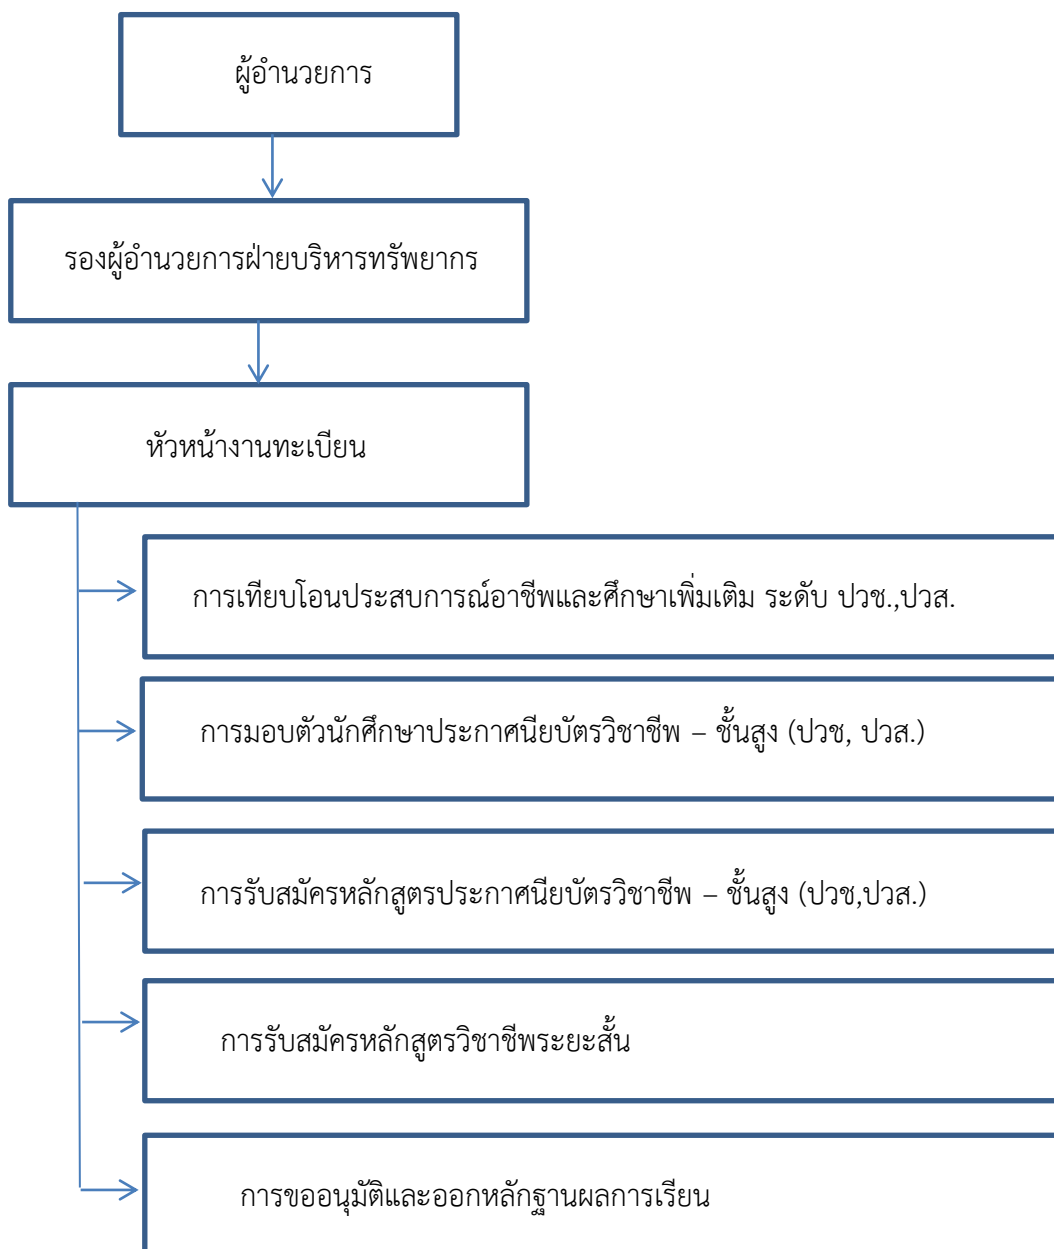 ผู้อำนวยการ
รองผู้อำนวยการฝ่ายบริหารทรัพยากร
หัวหน้างานทะเบียน
การเทียบโอนประสบการณ์อาชีพและศึกษาเพิ่มเติม ระดับ ปวช.,ปวส.
การมอบตัวนักศึกษาประกาศนียบัตรวิชาชีพ – ชั้นสูง (ปวช, ปวส.)
การรับสมัครหลักสูตรประกาศนียบัตรวิชาชีพ – ชั้นสูง (ปวช,ปวส.)
การรับสมัครหลักสูตรวิชาชีพระยะสั้น
การขออนุมัติและออกหลักฐานผลการเรียน